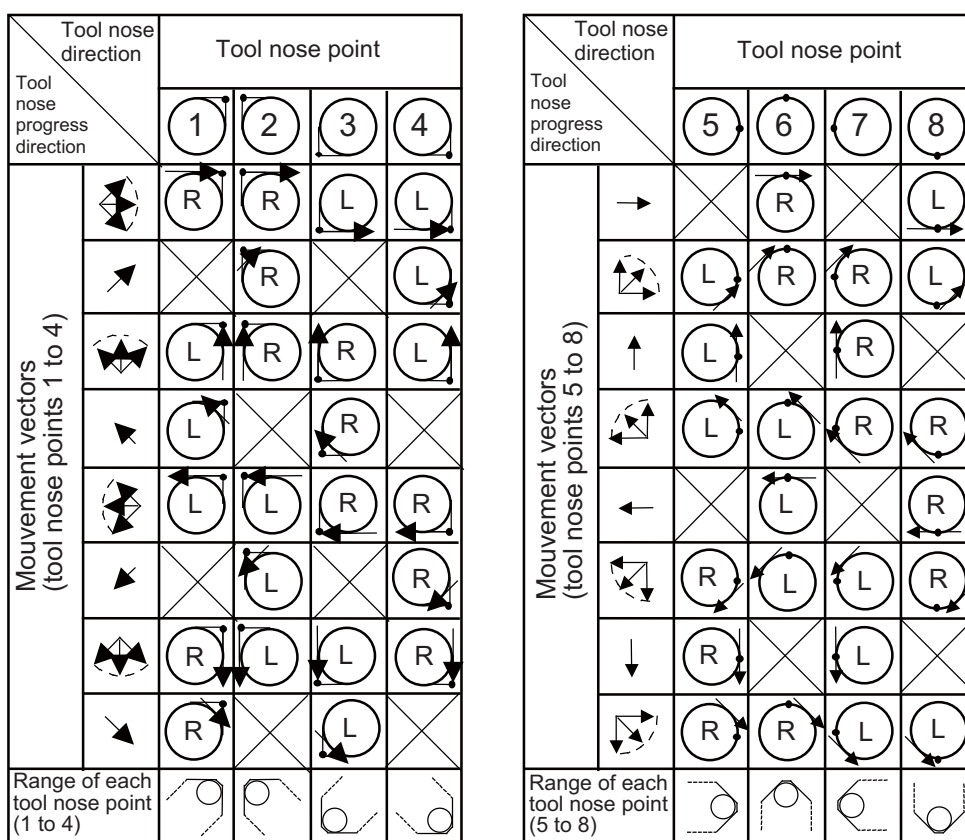 Tool nose
direction
Tool
nose
progress
direction
Tool nose point
1 2 3 4
Mouvement vectors
(tool nose points 1 to 4)
R R L L
R L
L R R L
L R
L L R R
L R
R L L R
R L
Range of each
tool nose point
(1 to 4)
Tool nose
direction
Tool
nose
progress
direction
Tool nose point
5 6 7 8
Mouvement vectors
(tool nose points 5 to 8)
R L
L R R L
L R
L L R R
L R
R L L R
R L
R R L L
Range of each
tool nose point
(5 to 8)